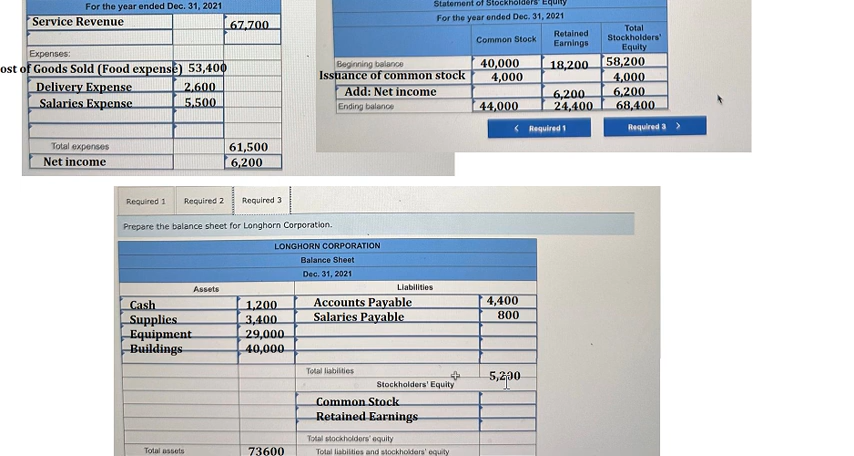 For the year ended Dec. 31, 2021
Service Revenue 67,700
Expenses:
ost of Goods Sold (Food expense) 53,400
Delivery Expense 2,600
Salaries Expense 5,500
Total expenses 61,500
Net income 6,200
Statement of Stockholders' Equity
For the year ended Dec. 31, 2021
Common Stock Retained Earnings Total Stockholders' Equity
Beginning balance 40,000 18,200 58,200
Issuance of common stock 4,000 4,000
Add: Net income 6,200 6,200
Ending balance 44,000 24,400 68,400
< Required 1 Required 3 >
Required 1 Required 2 Required 3
Prepare the balance sheet for Longhorn Corporation.
LONGHORN CORPORATION
Balance Sheet
Dec. 31, 2021
Assets Liabilities
Cash 1,200 Accounts Payable 4,400
Supplies 3,400 Salaries Payable 800
Equipment 29,000
Buildings 40,000
Total liabilities 5,200
Stockholders' Equity
Common Stock
Retained Earnings
Total stockholders' equity
Total assets 73600 Total liabilities and stockholders' equity